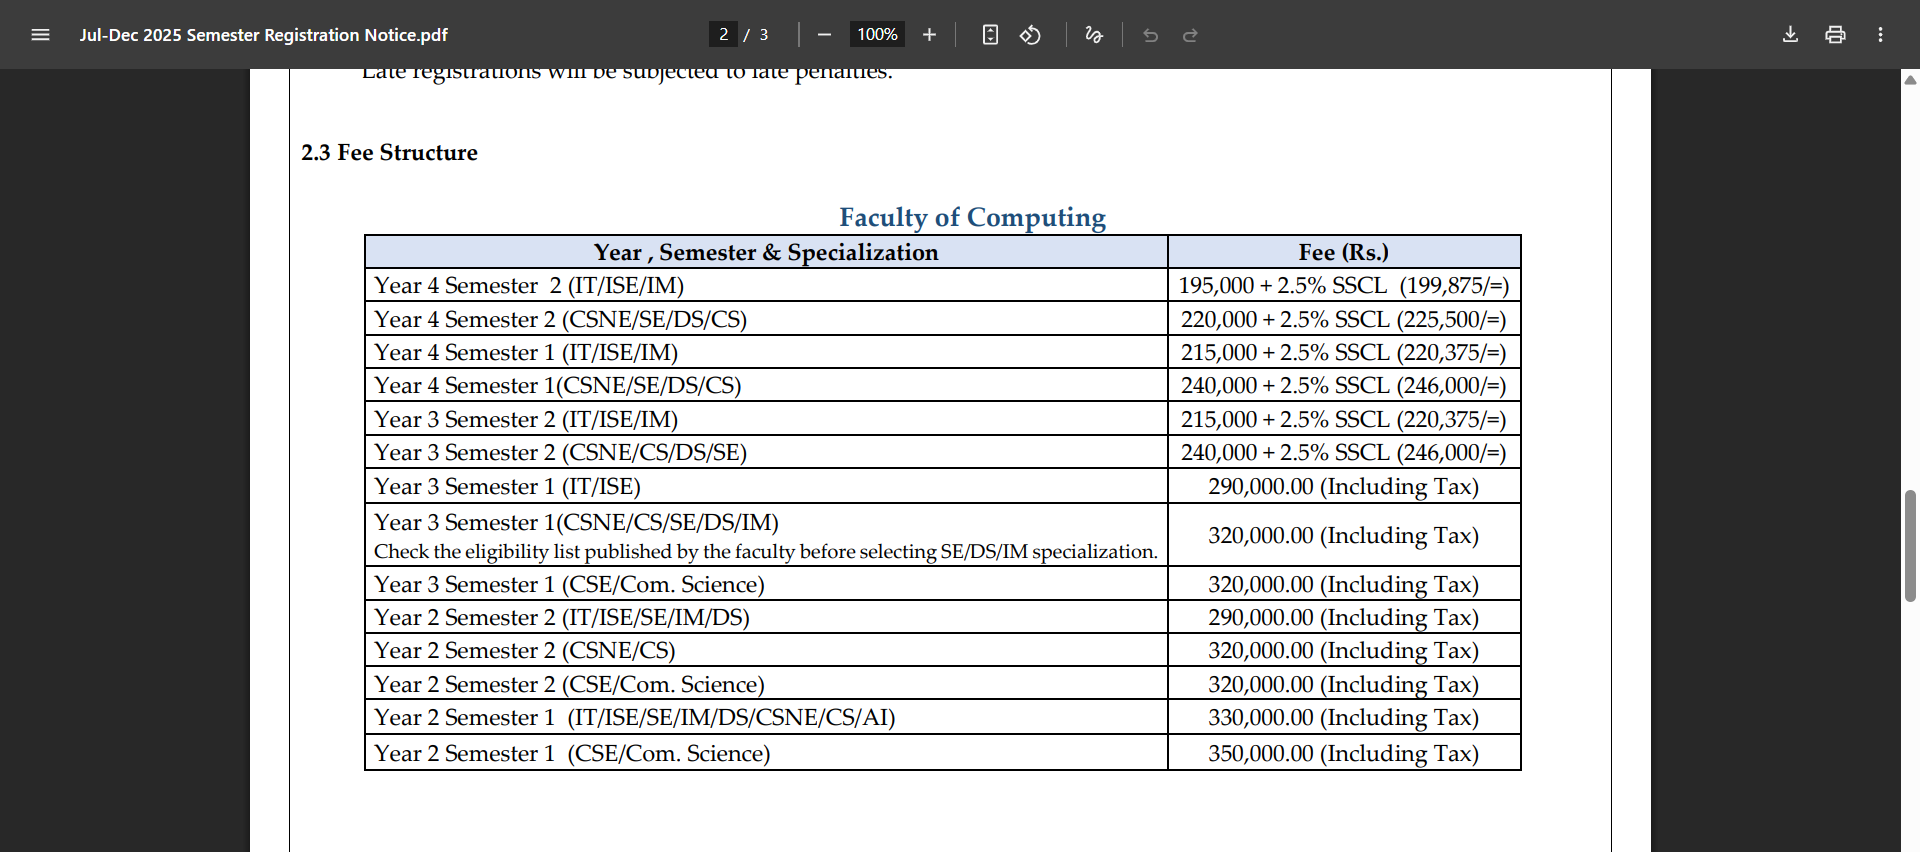 Jul-Dec 2025 Semester Registration Notice.pdf
2 / 3
100%
Late registrations will be subjected to late penalties.
2.3 Fee Structure
Faculty of Computing
Year , Semester & Specialization Fee (Rs.)
Year 4 Semester 2 (IT/ISE/IM) 195,000 + 2.5% SSCL (199,875/=)
Year 4 Semester 2 (CSNE/SE/DS/CS) 220,000 + 2.5% SSCL (225,500/=)
Year 4 Semester 1 (IT/ISE/IM) 215,000 + 2.5% SSCL (220,375/=)
Year 4 Semester 1(CSNE/SE/DS/CS) 240,000 + 2.5% SSCL (246,000/=)
Year 3 Semester 2 (IT/ISE/IM) 215,000 + 2.5% SSCL (220,375/=)
Year 3 Semester 2 (CSNE/CS/DS/SE) 240,000 + 2.5% SSCL (246,000/=)
Year 3 Semester 1 (IT/ISE) 290,000.00 (Including Tax)
Year 3 Semester 1(CSNE/CS/SE/DS/IM)
Check the eligibility list published by the faculty before selecting SE/DS/IM specialization. 320,000.00 (Including Tax)
Year 3 Semester 1 (CSE/Com. Science) 320,000.00 (Including Tax)
Year 2 Semester 2 (IT/ISE/SE/IM/DS) 290,000.00 (Including Tax)
Year 2 Semester 2 (CSNE/CS) 320,000.00 (Including Tax)
Year 2 Semester 2 (CSE/Com. Science) 320,000.00 (Including Tax)
Year 2 Semester 1 (IT/ISE/SE/IM/DS/CSNE/CS/AI) 330,000.00 (Including Tax)
Year 2 Semester 1 (CSE/Com. Science) 350,000.00 (Including Tax)